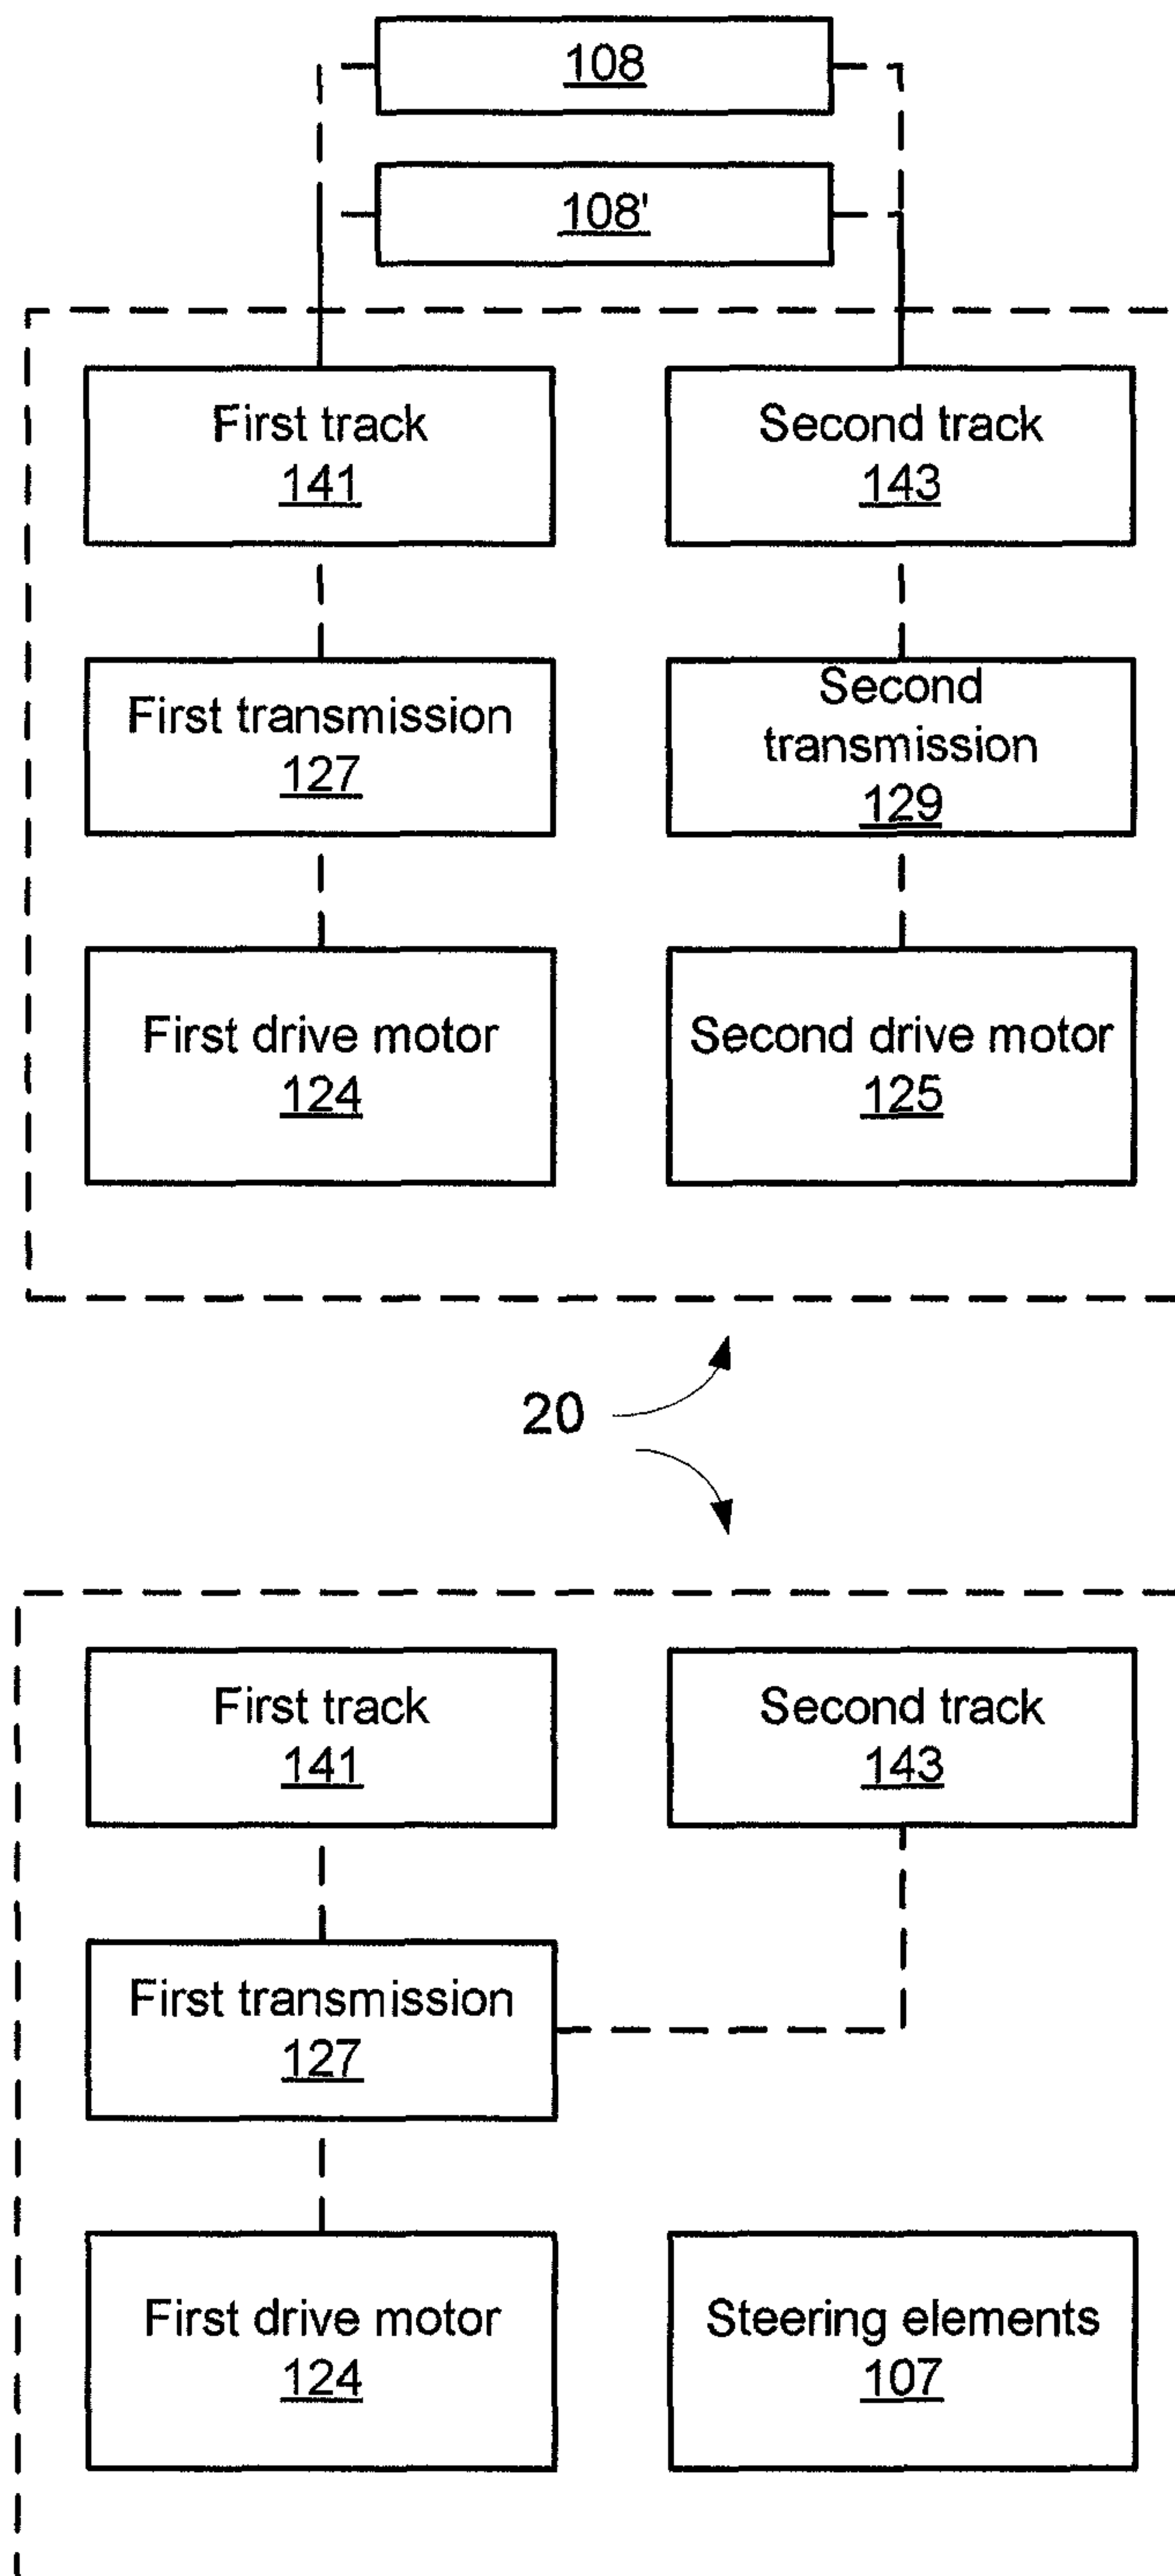 108
108'
First track
141
Second track
143
First transmission
127
Second
transmission
129
First drive motor
124
Second drive motor
125
20
First track
141
Second track
143
First transmission
127
First drive motor
124
Steering elements
107